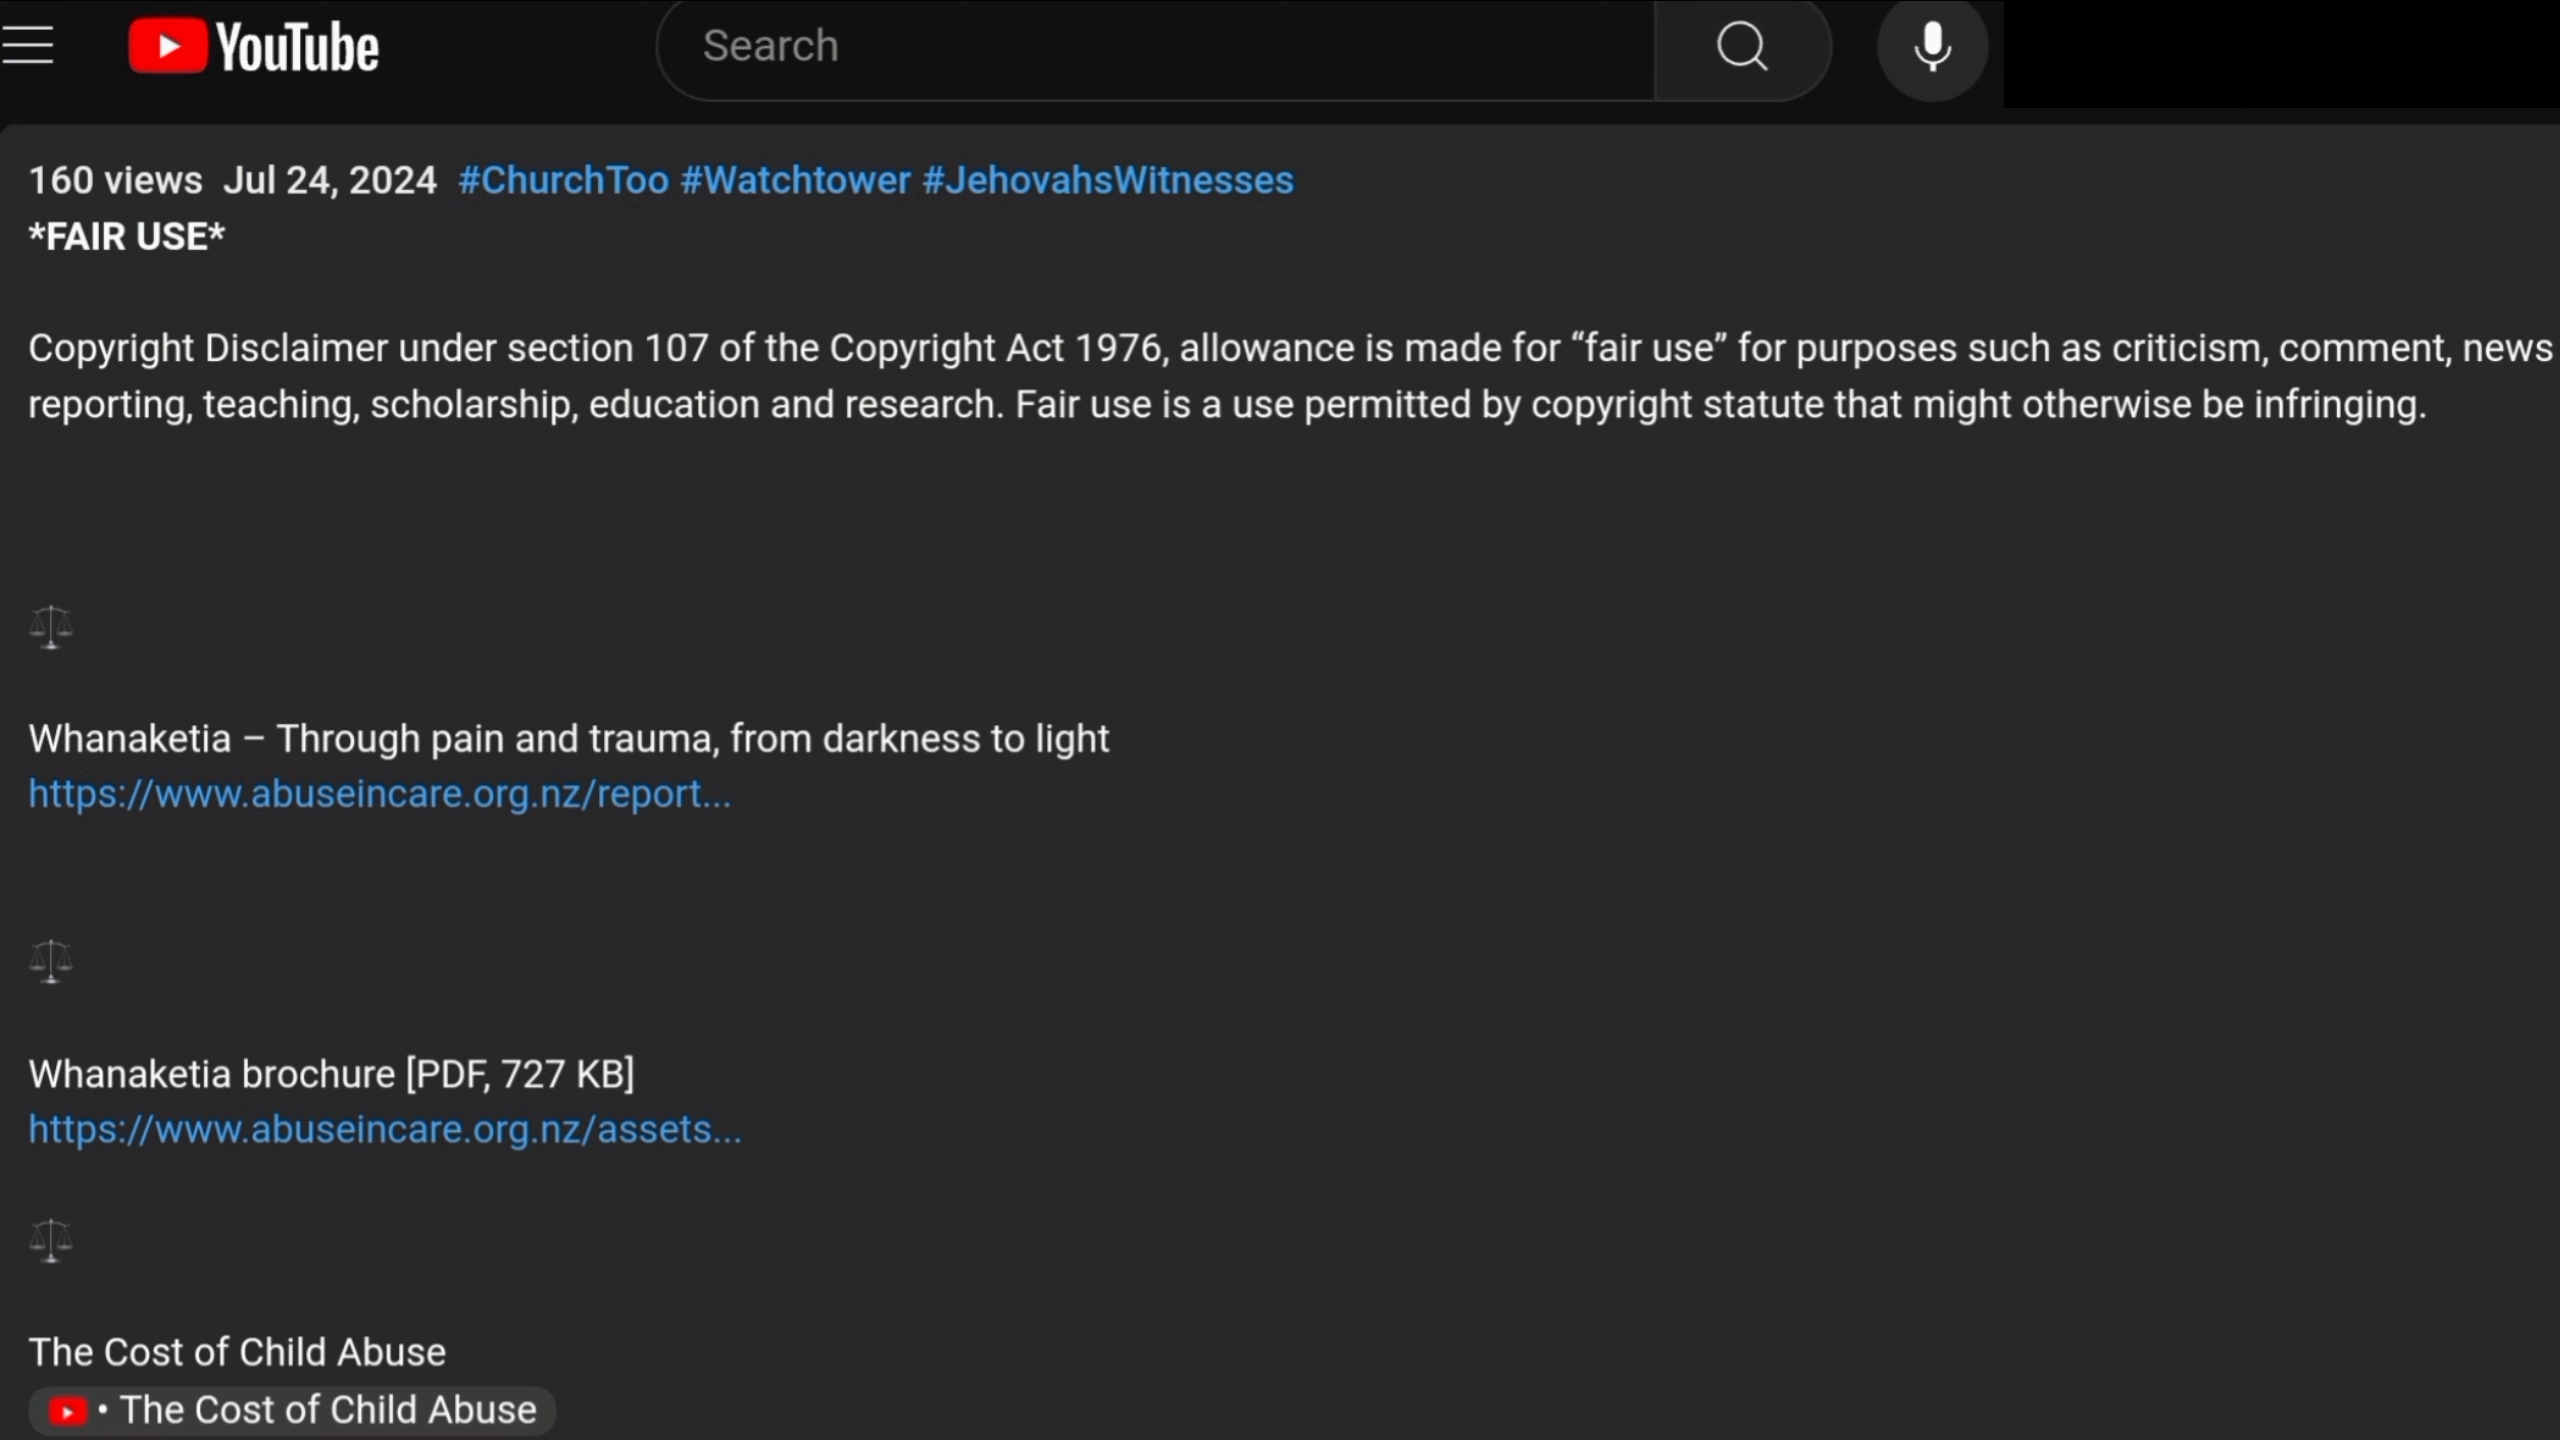 YouTube
Search
160 views Jul 24, 2024 #ChurchToo #Watchtower #JehovahsWitnesses
*FAIR USE*
Copyright Disclaimer under section 107 of the Copyright Act 1976, allowance is made for “fair use” for purposes such as criticism, comment, news
reporting, teaching, scholarship, education and research. Fair use is a use permitted by copyright statute that might otherwise be infringing.
Whanaketia – Through pain and trauma, from darkness to light
https://www.abuseincare.org.nz/report...
Whanaketia brochure [PDF, 727 KB]
https://www.abuseincare.org.nz/assets...
The Cost of Child Abuse
• The Cost of Child Abuse